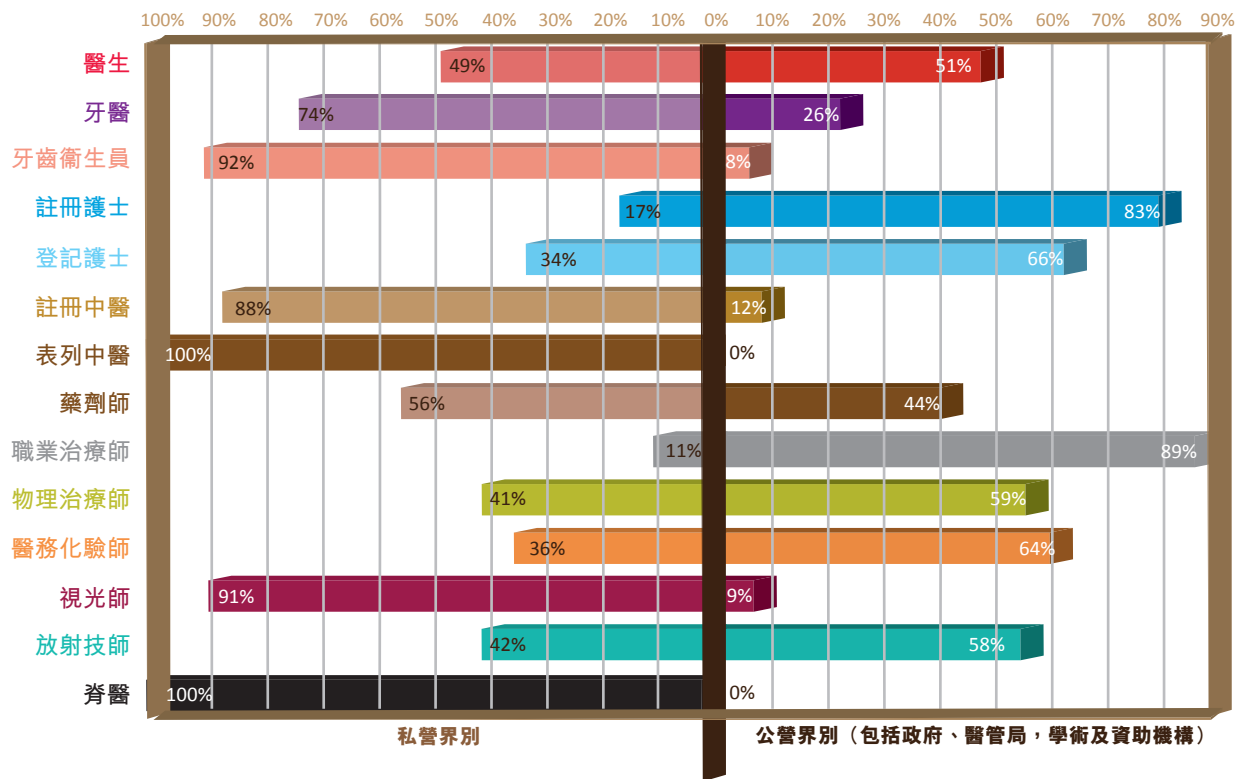 100% 90% 80% 70% 60% 50% 40% 30% 20% 10% 0% 10% 20% 30% 40% 50% 60% 70% 80% 90%
醫生 49% 51%
牙醫 74% 26%
牙齒衞生員 92% 8%
註冊護士 17% 83%
登記護士 34% 66%
註冊中醫 88% 12%
表列中醫 100% 0%
藥劑師 56% 44%
職業治療師 11% 89%
物理治療師 41% 59%
醫務化驗師 36% 64%
視光師 91% 9%
放射技師 42% 58%
脊醫 100% 0%
私營界別 公營界別（包括政府、醫管局，學術及資助機構）